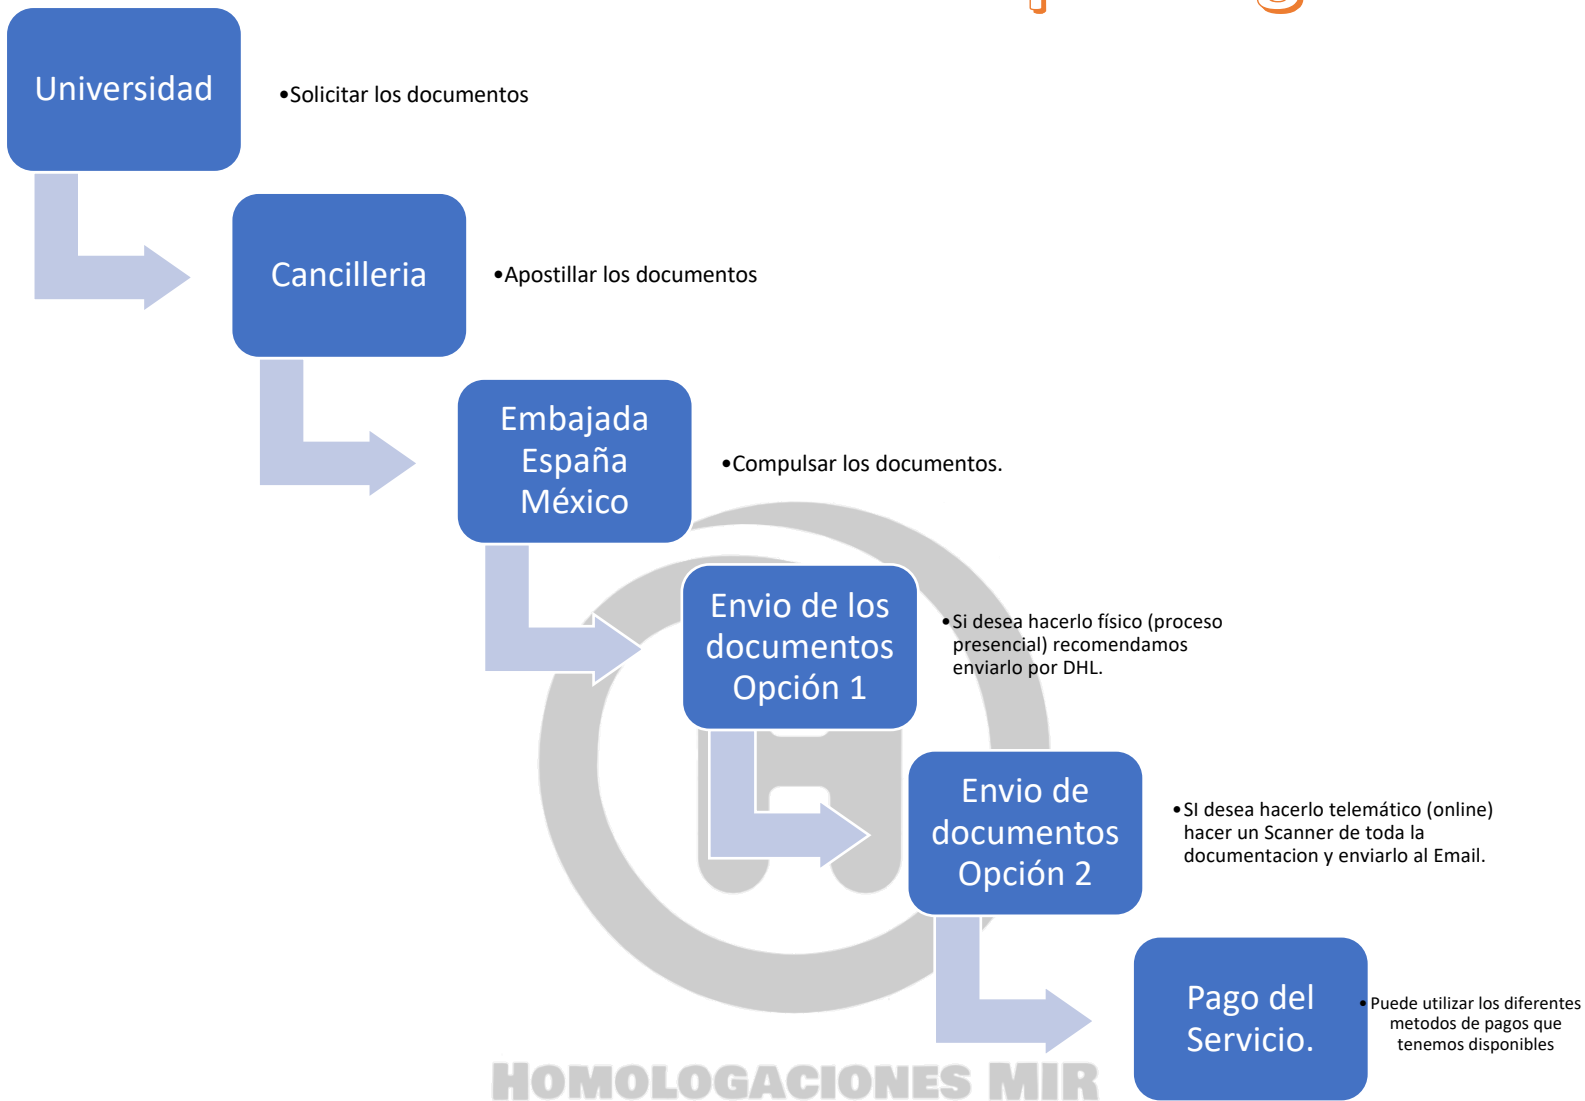 Universidad
•Solicitar los documentos
Cancilleria
•Apostillar los documentos
Embajada
España
México
•Compulsar los documentos.
Envio de los
documentos
Opción 1
•Si desea hacerlo físico (proceso
presencial) recomendamos
enviarlo por DHL.
Envio de
documentos
Opción 2
•SI desea hacerlo telemático (online)
hacer un Scanner de toda la
documentacion y enviarlo al Email.
Pago del
Servicio.
•Puede utilizar los diferentes
metodos de pagos que
tenemos disponibles
HOMOLOGACIONES MIR